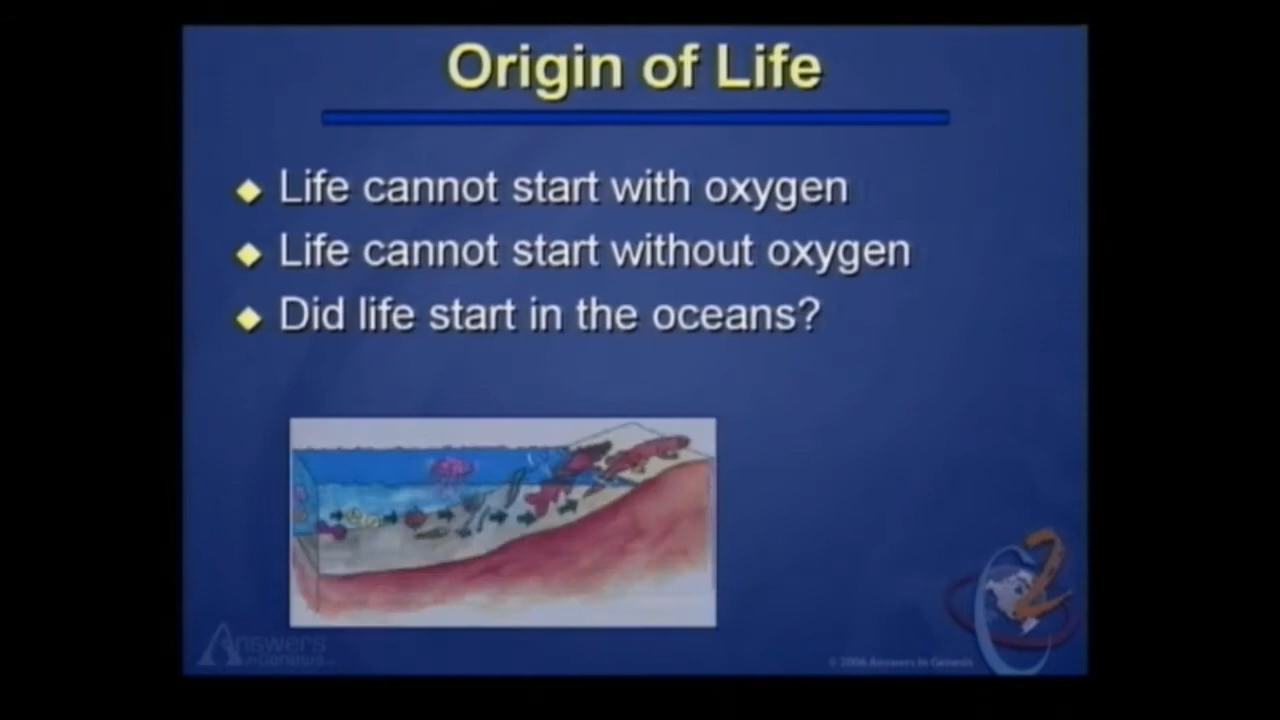 Origin of Life
Life cannot start with oxygen
Life cannot start without oxygen
Did life start in the oceans?
Answers
in Genesis
© 2006 Answers in Genesis
C2